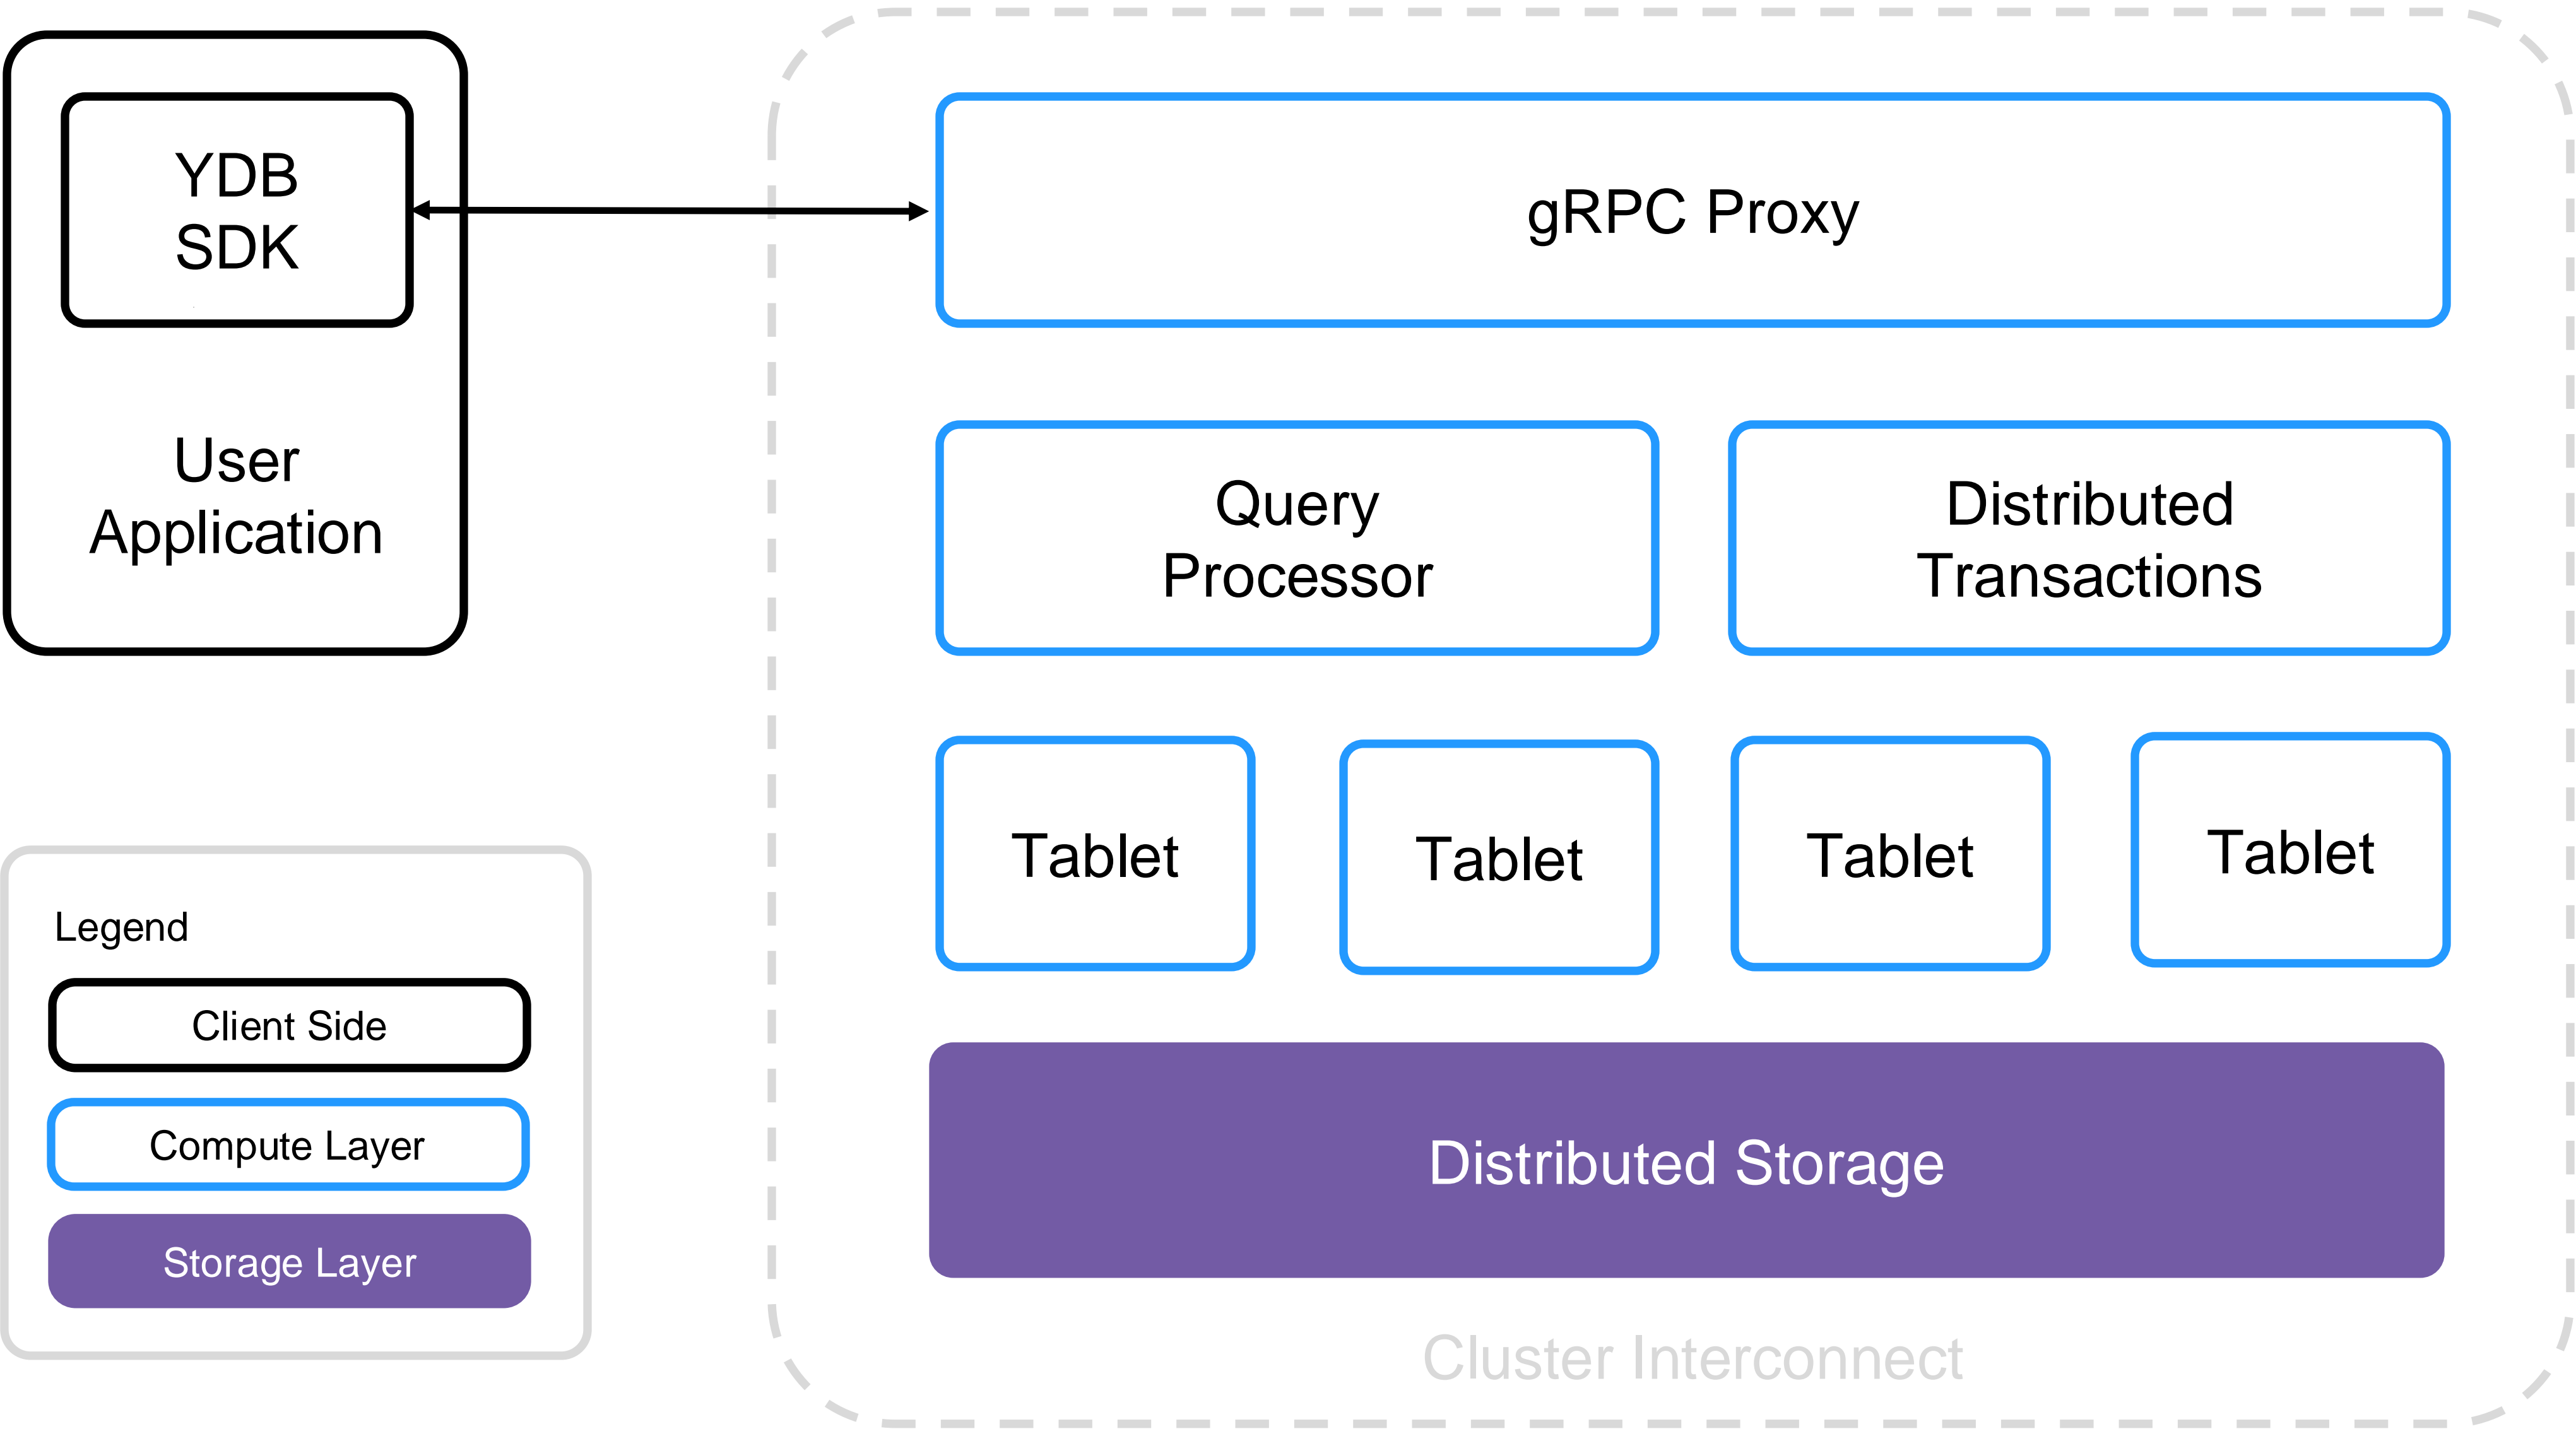 YDB
SDK
User
Application
gRPC Proxy
Query
Processor
Distributed
Transactions
Tablet
Tablet
Tablet
Tablet
Distributed Storage
Cluster Interconnect
Legend
Client Side
Compute Layer
Storage Layer